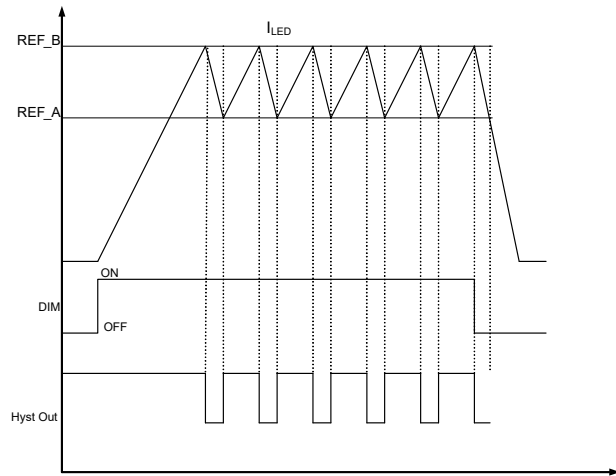 REF_B
ILED
REF_A
ON
DIM
OFF
Hyst Out